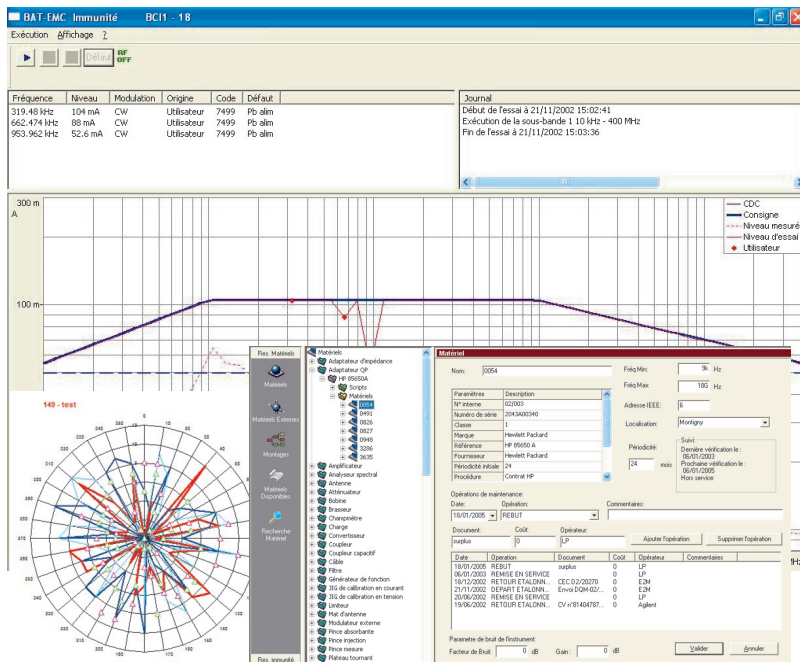 BAT-EMC Immunité BCI1 - 18
Exécution Affichage ?
Défaut RF OFF
Fréquence Niveau Modulation Origine Code Défaut
319.48 kHz 104 mA CW Utilisateur 7499 Pb alim
662.474 kHz 88 mA CW Utilisateur 7499 Pb alim
953.962 kHz 52.6 mA CW Utilisateur 7499 Pb alim
Journal
Début de l'essai à 21/11/2002 15:02:41
Exécution de la sous-bande 1 10 kHz - 400 MHz
Fin de l'essai à 21/11/2002 15:03:36
300 m
A
100 m
CDC
Consigne
Niveau mesuré
Niveau d'essai
Utilisateur
149 - test
Res. Matériels
Matériels
Matériels Externes
Montages
Matériels Disponibles
Recherche Matériel
Res. immunité
Matériels
Adaptateur d'impédance
Adaptateur QP
HP 85650A
Scripts
Matériels
0054
0491
0826
0827
0948
3286
3635
Amplificateur
Analyseur spectral
Antenne
Atténuateur
Bobine
Brasseur
Champmètre
Charge
Convertisseur
Coupleur
Coupleur capacitif
Câble
Filtre
Générateur de fonction
JIG de calibration en courant
JIG de calibration en tension
Limiteur
Mat d'antenne
Modulateur externe
Pince absorbante
Pince injection
Pince mesure
Plateau tournant
Matériel
Nom: 0054
Fréq Min: 9k Hz
Fréq Max 18G Hz
Adresse IEEE: 6
Localisation: Montigny
Paramètres Description
N° interne 02/003
Numéro de série 2043A00340
Classe 1
Marque Hewlett Packard
Référence HP 85650 A
Fournisseur Hewlett Packard
Périodicité initiale 24
Procédure Contrat HP
Périodicité:
24 mois
Suivi
Dernière vérification le :
06/01/2003
Prochaine vérification le :
06/01/2005
Hors service
Opérations de maintenance:
Date: Opération: Commentaires:
18/01/2005 REBUT
Document: Coût: Opérateur:
surplus 0 LP Ajouter l'opération Supprimer l'opération
Date Operation Document Coût Opérateur Commentaires
18/01/2005 REBUT surplus 0 LP
06/01/2003 REMISE EN SERVICE 0 LP
18/12/2002 RETOUR ETALONN... CEC D2/20270 0 E2M
21/11/2002 DEPART ETALONN... Envoi DQM-02/... 0 E2M
20/06/2002 REMISE EN SERVICE 0 LP
19/06/2002 RETOUR ETALONN... CV n°81404787... 0 Agilent
Parametre de bruit de l'instrument:
Facteur de Bruit: 0 dB Gain : 0 dB Valider Annuler